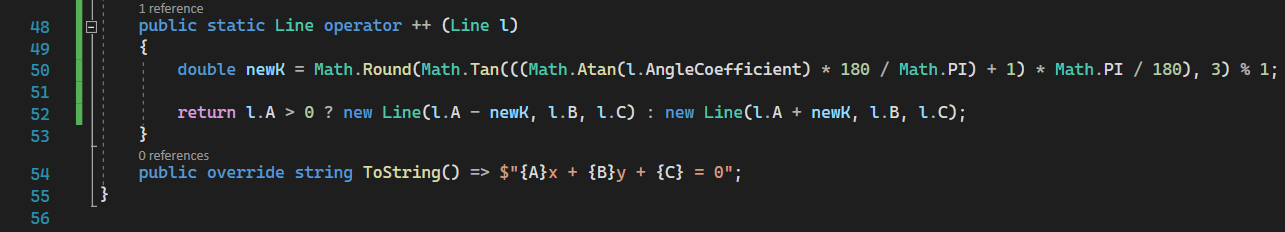 1 reference
48 public static Line operator ++ (Line l)
49 {
50 double newK = Math.Round(Math.Tan(((Math.Atan(l.AngleCoefficient) * 180 / Math.PI) + 1) * Math.PI / 180), 3) % 1;
51
52 return l.A > 0 ? new Line(l.A - newK, l.B, l.C) : new Line(l.A + newK, l.B, l.C);
53 }
0 references
54 public override string ToString() => $"{A}x + {B}y + {C} = 0";
55 }
56